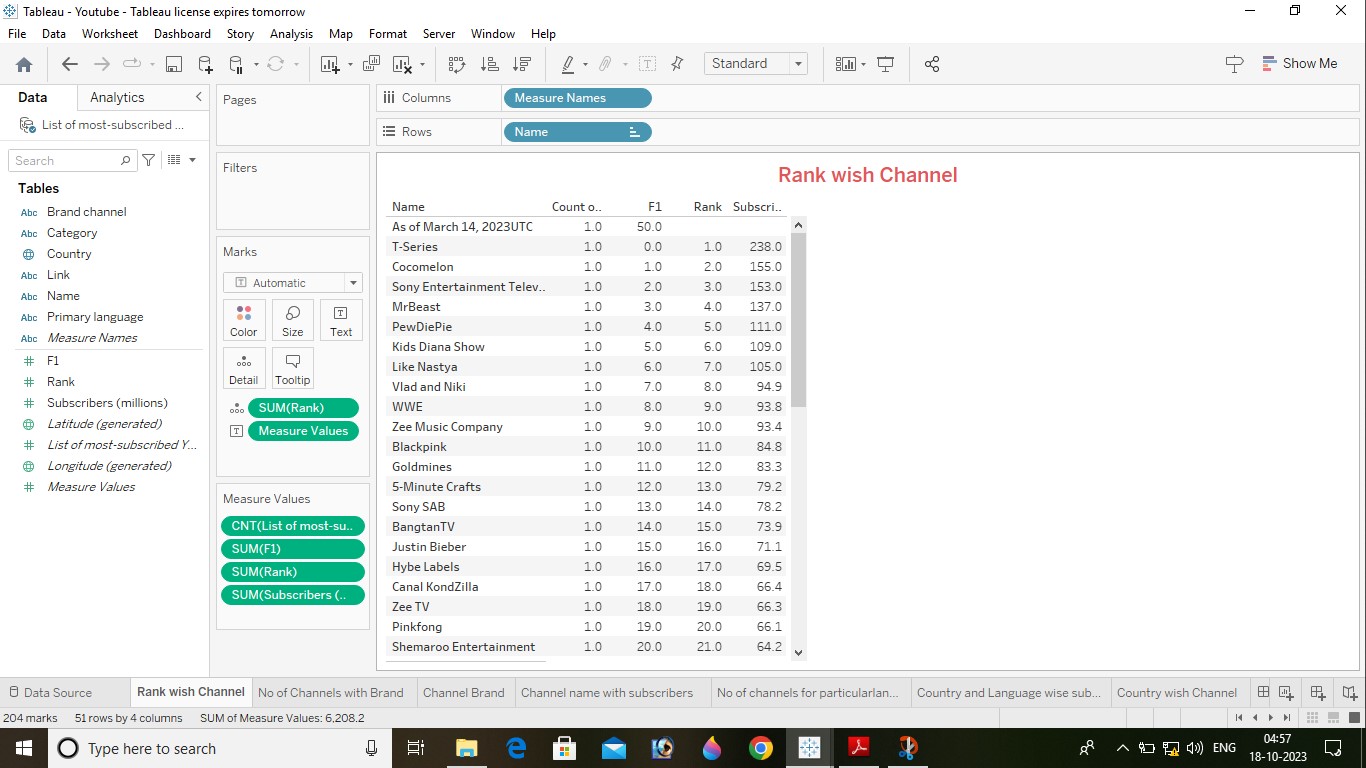 Tableau - Youtube - Tableau license expires tomorrow
File Data Worksheet Dashboard Story Analysis Map Format Server Window Help
Standard
Show Me
Data Analytics
List of most-subscribed ...
Search
Tables
Abc Brand channel
Abc Category
Country
Abc Link
Abc Name
Abc Primary language
Abc Measure Names
F1
Rank
Subscribers (millions)
Latitude (generated)
List of most-subscribed Y...
Longitude (generated)
Measure Values
Pages
Filters
Marks
Automatic
Color Size Text
Detail Tooltip
SUM(Rank)
Measure Values
Measure Values
CNT(List of most-su..
SUM(F1)
SUM(Rank)
SUM(Subscribers (..
Columns Measure Names
Rows Name
Rank wish Channel
Name Count o.. F1 Rank Subscri..
As of March 14, 2023UTC 1.0 50.0
T-Series 1.0 0.0 1.0 238.0
Cocomelon 1.0 1.0 2.0 155.0
Sony Entertainment Telev.. 1.0 2.0 3.0 153.0
MrBeast 1.0 3.0 4.0 137.0
PewDiePie 1.0 4.0 5.0 111.0
Kids Diana Show 1.0 5.0 6.0 109.0
Like Nastya 1.0 6.0 7.0 105.0
Vlad and Niki 1.0 7.0 8.0 94.9
WWE 1.0 8.0 9.0 93.8
Zee Music Company 1.0 9.0 10.0 93.4
Blackpink 1.0 10.0 11.0 84.8
Goldmines 1.0 11.0 12.0 83.3
5-Minute Crafts 1.0 12.0 13.0 79.2
Sony SAB 1.0 13.0 14.0 78.2
BangtanTV 1.0 14.0 15.0 73.9
Justin Bieber 1.0 15.0 16.0 71.1
Hybe Labels 1.0 16.0 17.0 69.5
Canal KondZilla 1.0 17.0 18.0 66.4
Zee TV 1.0 18.0 19.0 66.3
Pinkfong 1.0 19.0 20.0 66.1
Shemaroo Entertainment 1.0 20.0 21.0 64.2
Data Source Rank wish Channel No of Channels with Brand Channel Brand Channel name with subscribers No of channels for particularlan... Country and Language wise sub... Country wish Channel
204 marks 51 rows by 4 columns SUM of Measure Values: 6,208.2
Type here to search
ENG
04:57
18-10-2023